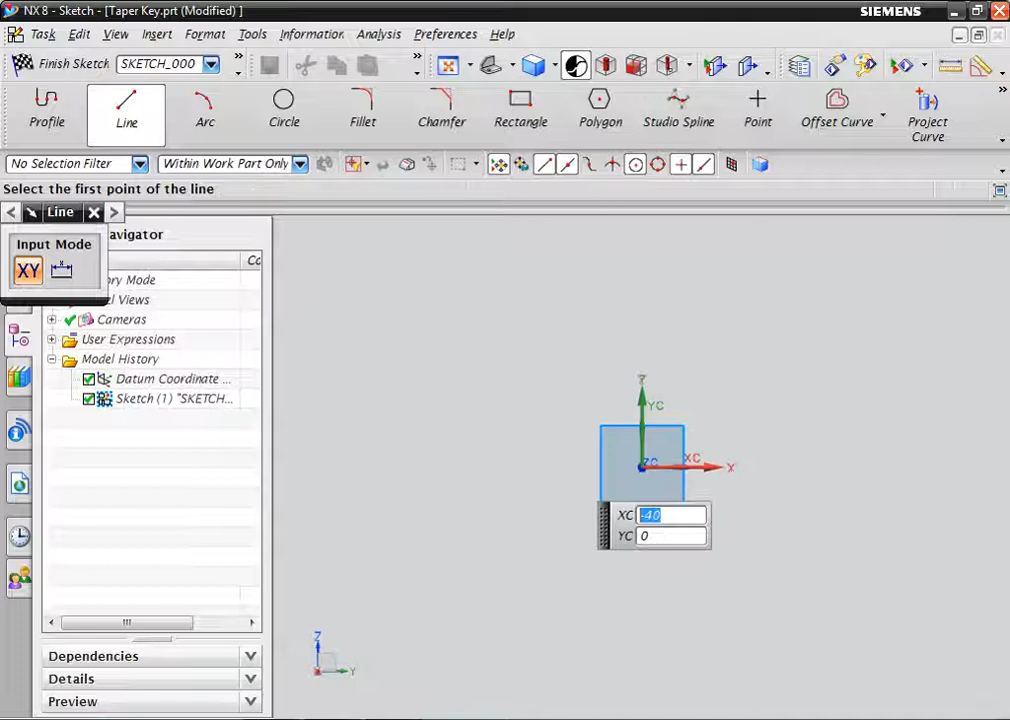 NX 8 - Sketch - [Taper Key.prt (Modified) ]
SIEMENS
Task Edit View Insert Format Tools Information Analysis Preferences Help
Finish Sketch SKETCH_000
Profile Line Arc Circle Fillet Chamfer Rectangle Polygon Studio Spline Point Offset Curve Project Curve
No Selection Filter Within Work Part Only
Select the first point of the line
Line
avigator
Input Mode
XY
Co
ory Mode
el Views
Cameras
User Expressions
Model History
Datum Coordinate ...
Sketch (1) "SKETCH...
YC
ZC
XC
X
XC -40
YC 0
Z
Y
Dependencies
Details
Preview